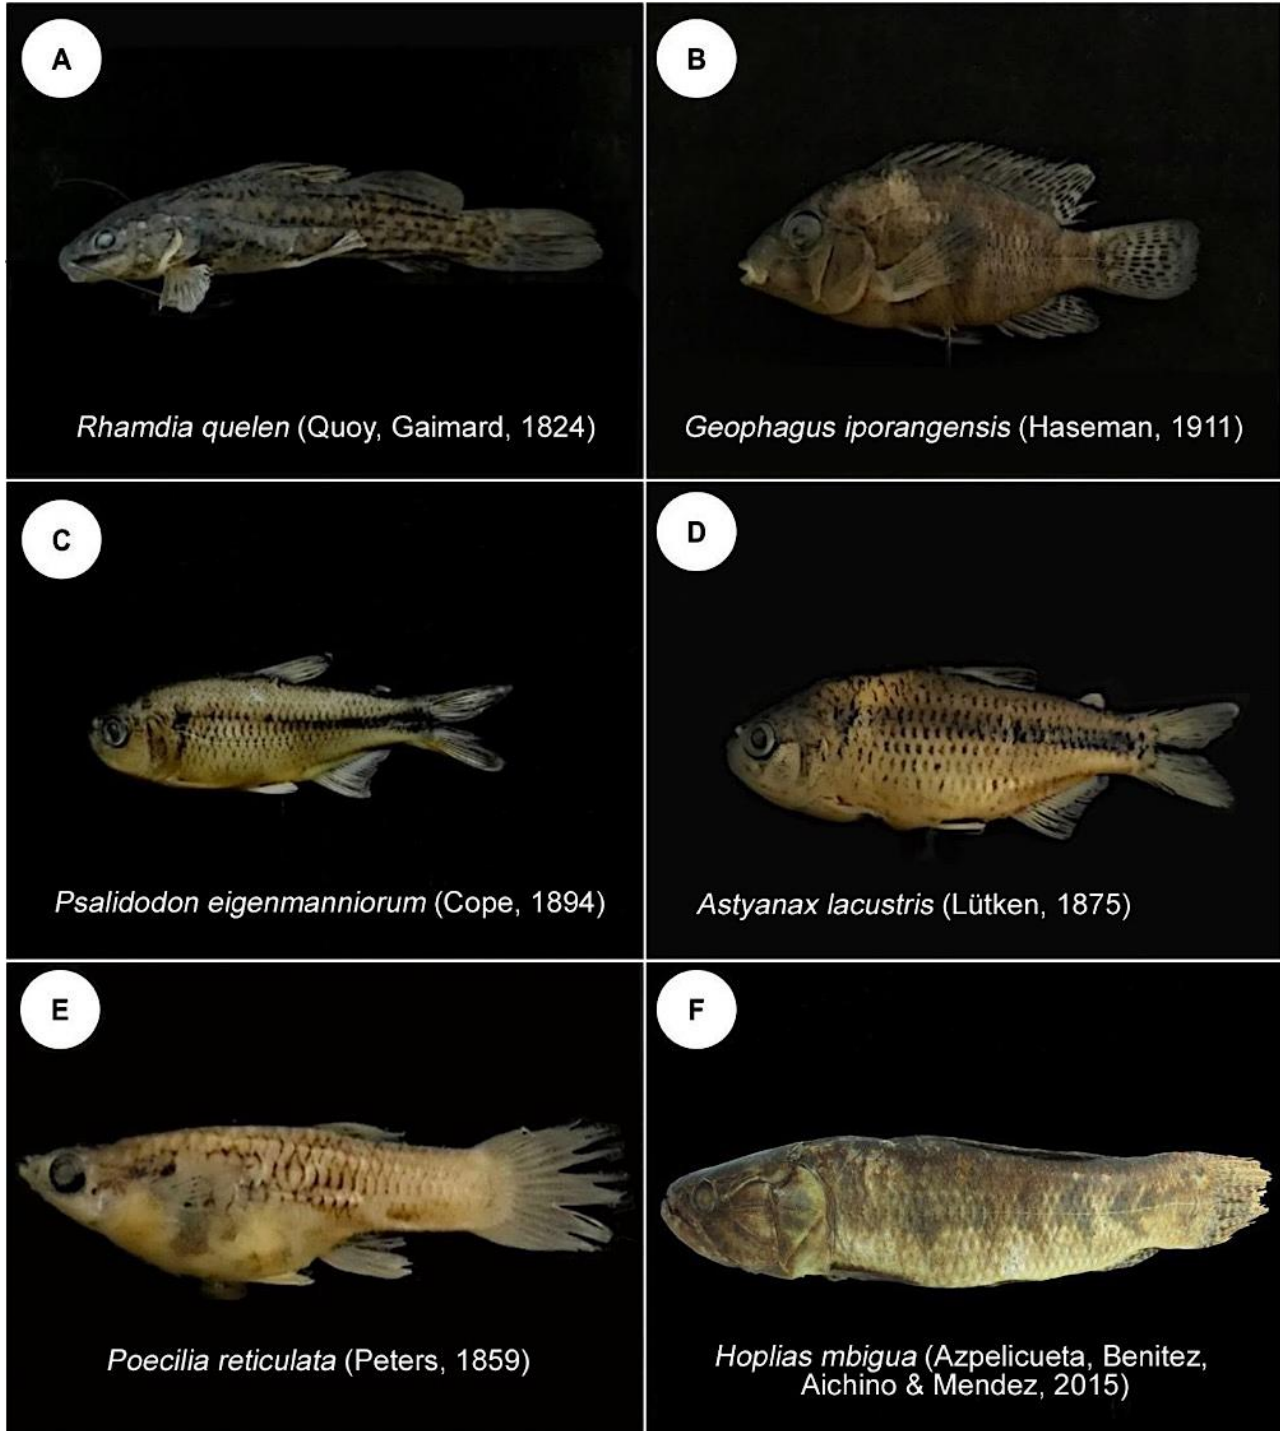 A
B
Rhamdia quelen (Quoy, Gaimard, 1824)
Geophagus iporangensis (Haseman, 1911)
C
D
Psalidodon eigenmanniorum (Cope, 1894)
Astyanax lacustris (Lütken, 1875)
E
F
Poecilia reticulata (Peters, 1859)
Hoplias mbigua (Azpelicueta, Benitez,
Aichino & Mendez, 2015)